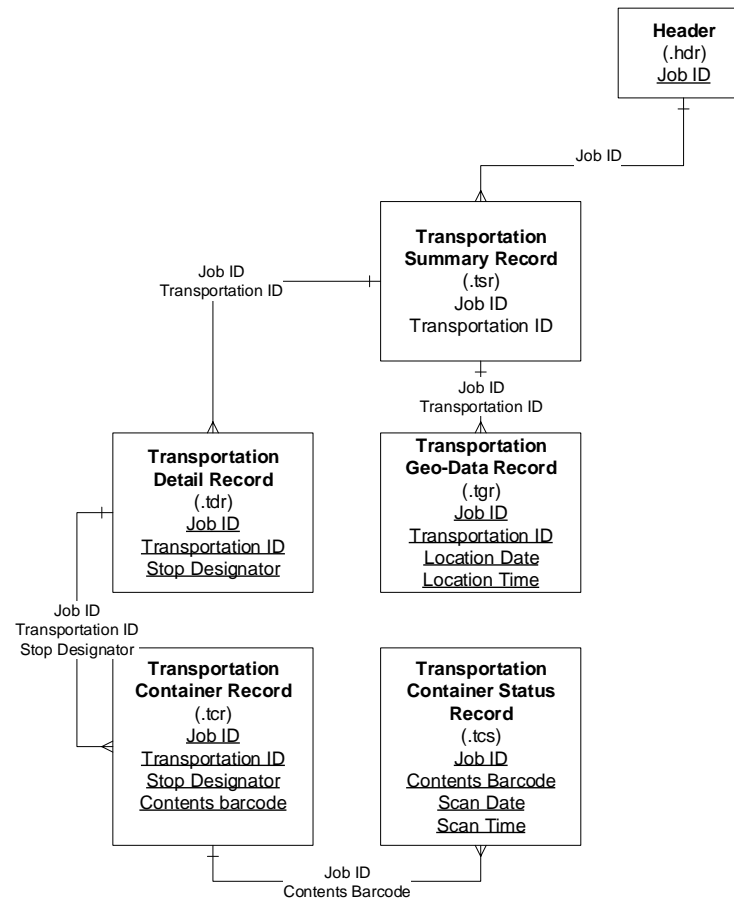 Header
(.hdr)
Job ID
Job ID
Transportation
Summary Record
(.tsr)
Job ID
Transportation ID
Job ID
Transportation ID
Job ID
Transportation ID
Transportation
Detail Record
(.tdr)
Job ID
Transportation ID
Stop Designator
Transportation
Geo-Data Record
(.tgr)
Job ID
Transportation ID
Location Date
Location Time
Job ID
Transportation ID
Stop Designator
Transportation
Container Record
(.tcr)
Job ID
Transportation ID
Stop Designator
Contents barcode
Transportation
Container Status
Record
(.tcs)
Job ID
Contents Barcode
Scan Date
Scan Time
Job ID
Contents Barcode